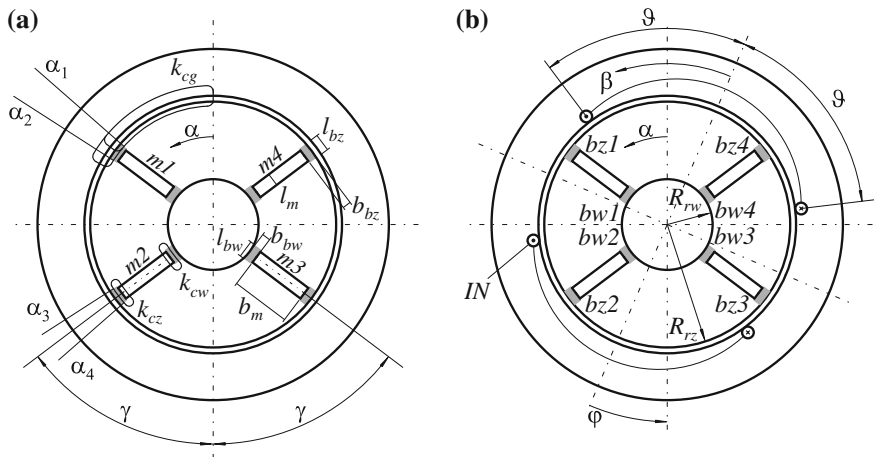 (a)
α1
kcg
α2
α
lbz
m1
m4
lm
bbz
lbw
bbw
m2
m3
kcw
kcz
bm
α3
α4
γ
γ
(b)
ϑ
β
ϑ
α
bz1
bz4
Rrw
bw1
bw4
bw2
bw3
IN
bz2
bz3
Rrz
φ